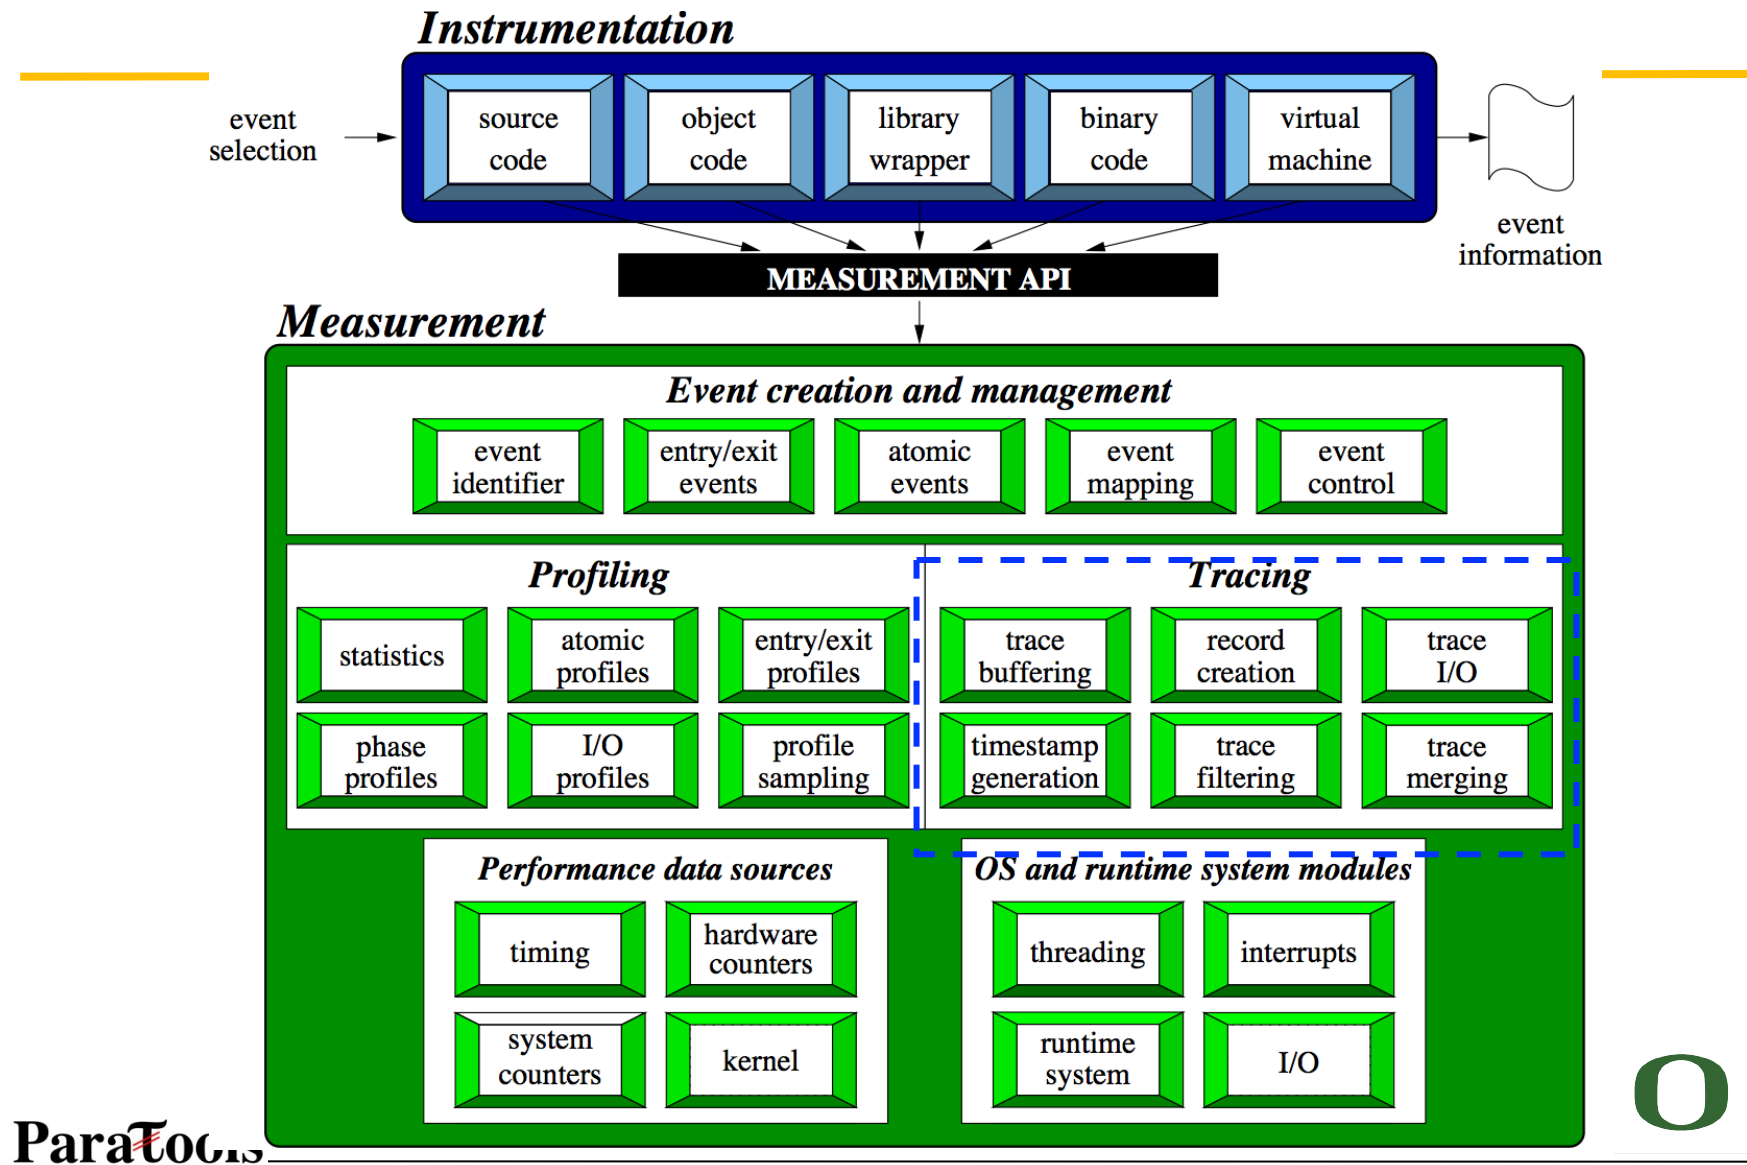 Instrumentation
event
selection
source
code
object
code
library
wrapper
binary
code
virtual
machine
event
information
MEASUREMENT API
Measurement
Event creation and management
event
identifier
entry/exit
events
atomic
events
event
mapping
event
control
Profiling
statistics
atomic
profiles
entry/exit
profiles
phase
profiles
I/O
profiles
profile
sampling
Tracing
trace
buffering
record
creation
trace
I/O
timestamp
generation
trace
filtering
trace
merging
Performance data sources
timing
hardware
counters
system
counters
kernel
OS and runtime system modules
threading
interrupts
runtime
system
I/O
ParaTools
O